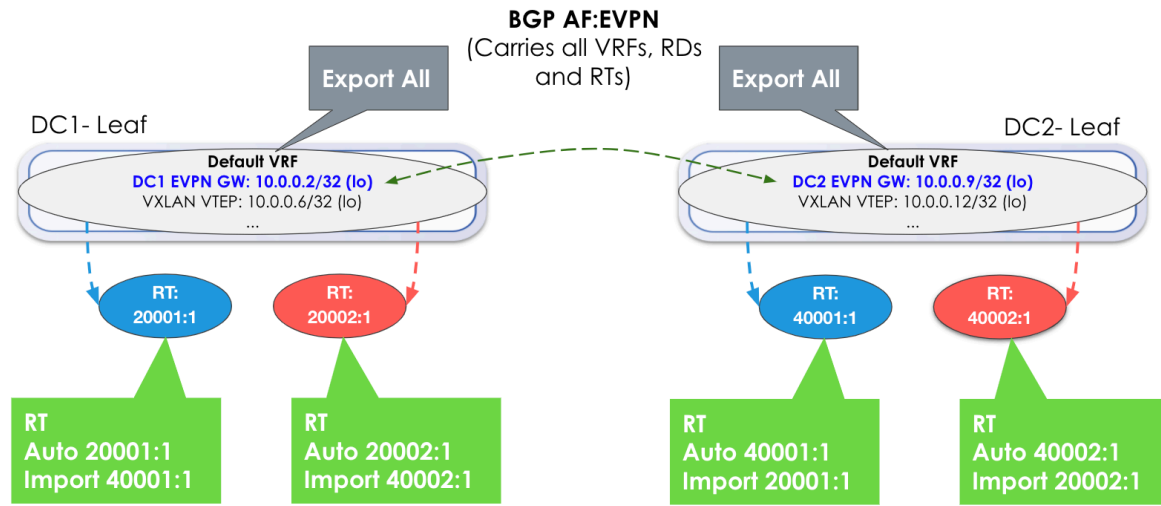 BGP AF:EVPN
(Carries all VRFs, RDs
and RTs)
Export All
Export All
DC1- Leaf
DC2- Leaf
Default VRF
DC1 EVPN GW: 10.0.0.2/32 (lo)
VXLAN VTEP: 10.0.0.6/32 (lo)
...
Default VRF
DC2 EVPN GW: 10.0.0.9/32 (lo)
VXLAN VTEP: 10.0.0.12/32 (lo)
...
RT:
20001:1
RT:
20002:1
RT:
40001:1
RT:
40002:1
RT
Auto 20001:1
Import 40001:1
RT
Auto 20002:1
Import 40002:1
RT
Auto 40001:1
Import 20001:1
RT
Auto 40002:1
Import 20002:1